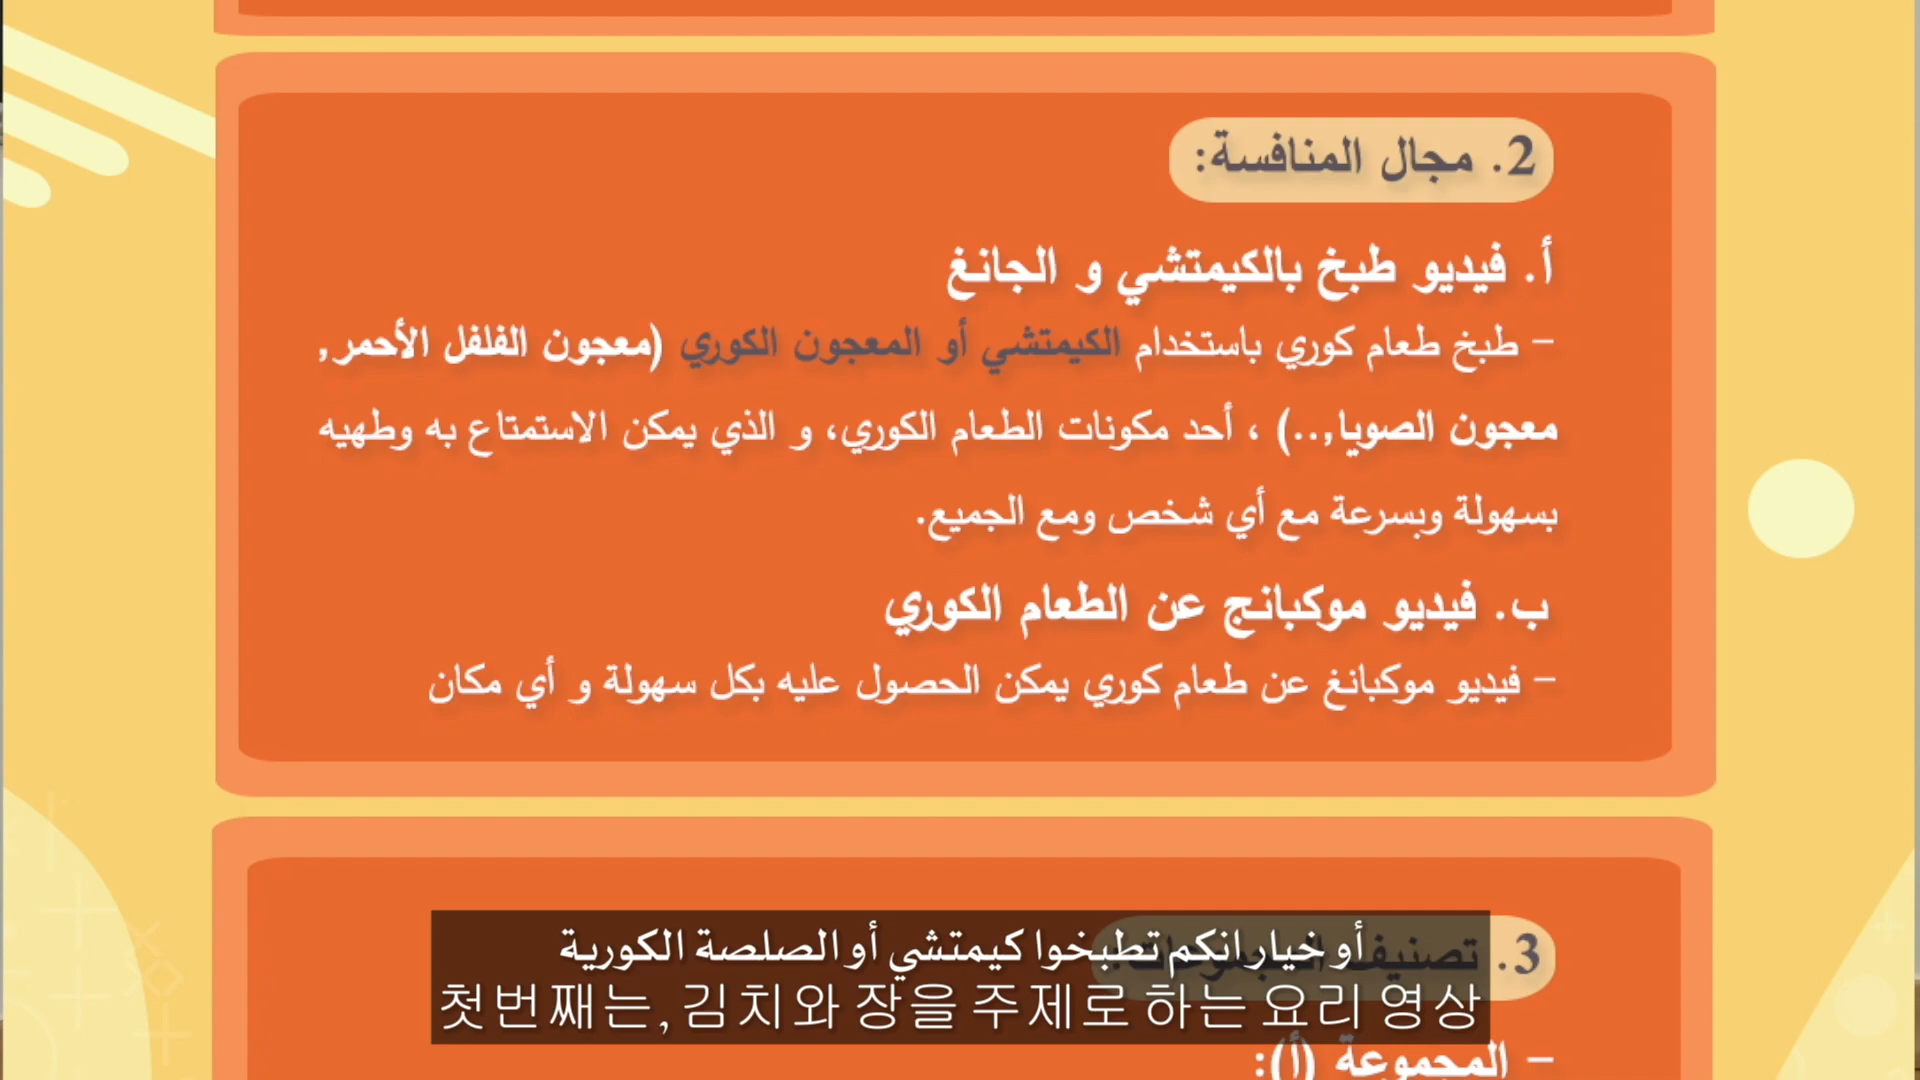 2. مجال المنافسة:
أ. فيديو طبخ بالكيمتشي و الجانغ
– طبخ طعام كوري باستخدام الكيمتشي أو المعجون الكوري (معجون الفلفل الأحمر,
معجون الصويا,..) ، أحد مكونات الطعام الكوري، و الذي يمكن الاستمتاع به وطهيه
بسهولة وبسرعة مع أي شخص ومع الجميع.
ب. فيديو موكبانج عن الطعام الكوري
– فيديو موكبانغ عن طعام كوري يمكن الحصول عليه بكل سهولة و أي مكان
3. تصنيف المجموعات:
أو خيار انكم تطبخوا كيمتشي أو الصلصة الكورية
첫번째는, 김치와 장을 주제로 하는 요리 영상
– المجموعة (أ):